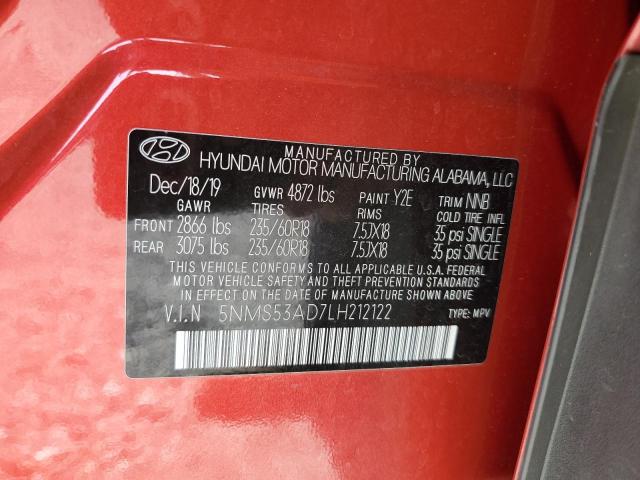 MANUFACTURED BY
HYUNDAI MOTOR MANUFACTURING ALABAMA, LLC
Dec/18/19 GVWR 4872 lbs PAINT Y2E TRIM NNB
GAWR TIRES RIMS COLD TIRE INFL
FRONT 2866 lbs 235/60R18 7.5JX18 35 psi SINGLE
REAR 3075 lbs 235/60R18 7.5JX18 35 psi SINGLE
THIS VEHICLE CONFORMS TO ALL APPLICABLE U.S.A. FEDERAL
MOTOR VEHICLE SAFETY AND THEFT PREVENTION STANDARDS
IN EFFECT ON THE DATE OF MANUFACTURE SHOWN ABOVE.
V.I.N 5NMS53AD7LH212122 TYPE: MPV